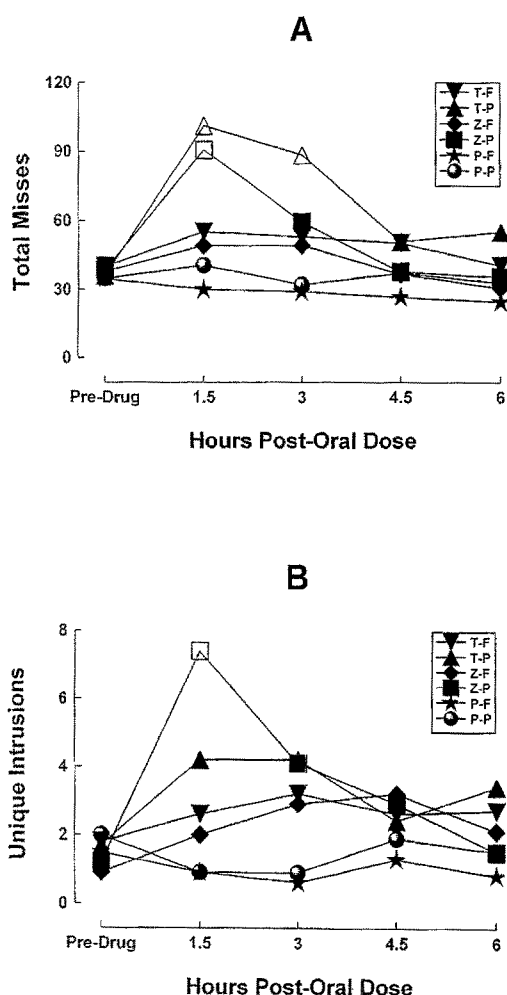 A
120
90
60
30
0
Total Misses
T-F
T-P
Z-F
Z-P
P-F
P-P
Pre-Drug 1.5 3 4.5 6
Hours Post-Oral Dose
B
8
6
4
2
0
Unique Intrusions
T-F
T-P
Z-F
Z-P
P-F
P-P
Pre-Drug 1.5 3 4.5 6
Hours Post-Oral Dose